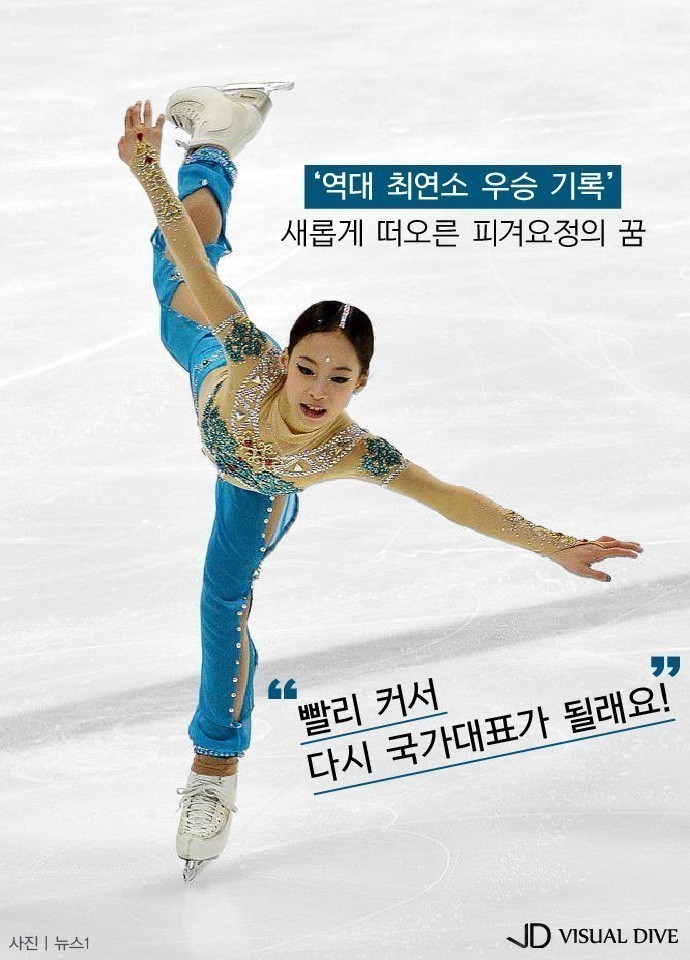 ‘역대 최연소 우승 기록’
새롭게 떠오른 피겨요정의 꿈
“빨리 커서
다시 국가대표가 될래요!”
사진 | 뉴스1
JD VISUAL DIVE